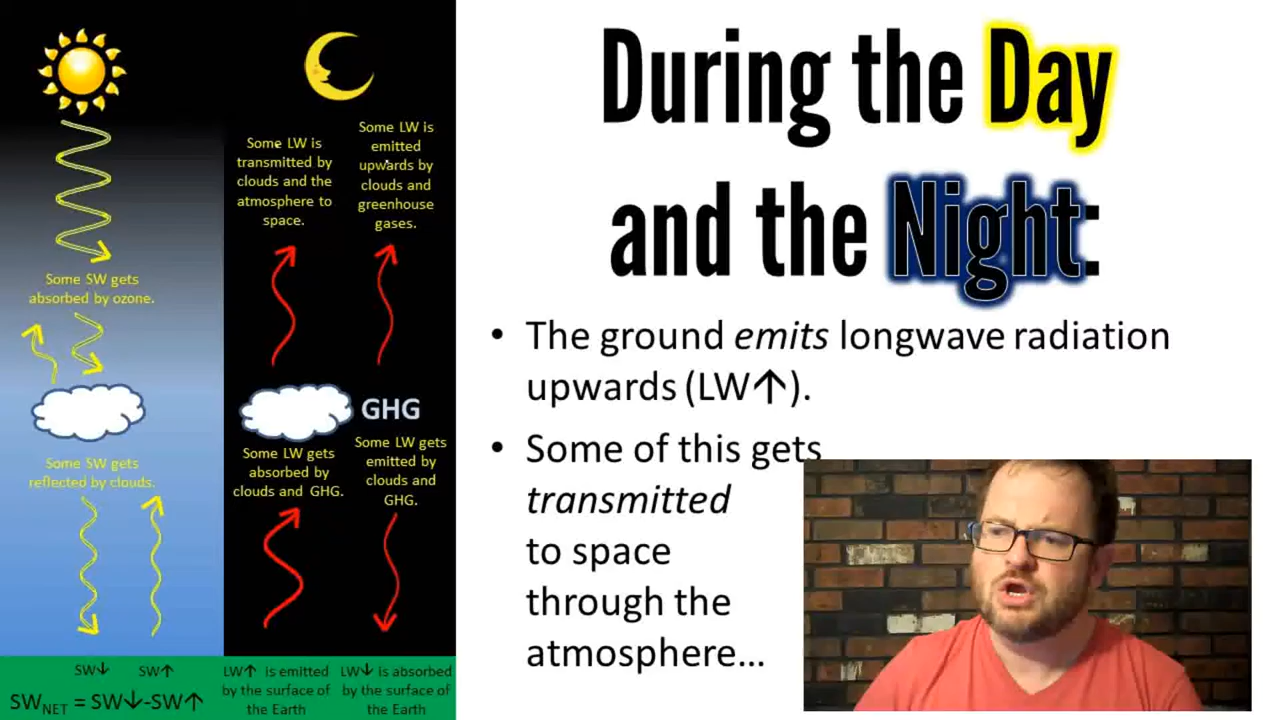 Some SW gets
absorbed by ozone.
Some SW gets
reflected by clouds.
SW↓ SW↑
SWNET = SW↓-SW↑
Some LW is
transmitted by
clouds and the
atmosphere to
space.
Some LW is
emitted
upwards by
clouds and
greenhouse
gases.
GHG
Some LW gets
absorbed by
clouds and GHG.
Some LW gets
emitted by
clouds and
GHG.
LW↑ is emitted
by the surface of
the Earth
LW↓ is absorbed
by the surface of
the Earth
During the Day
and the Night:
• The ground emits longwave radiation
upwards (LW↑).
• Some of this gets
transmitted
to space
through the
atmosphere...